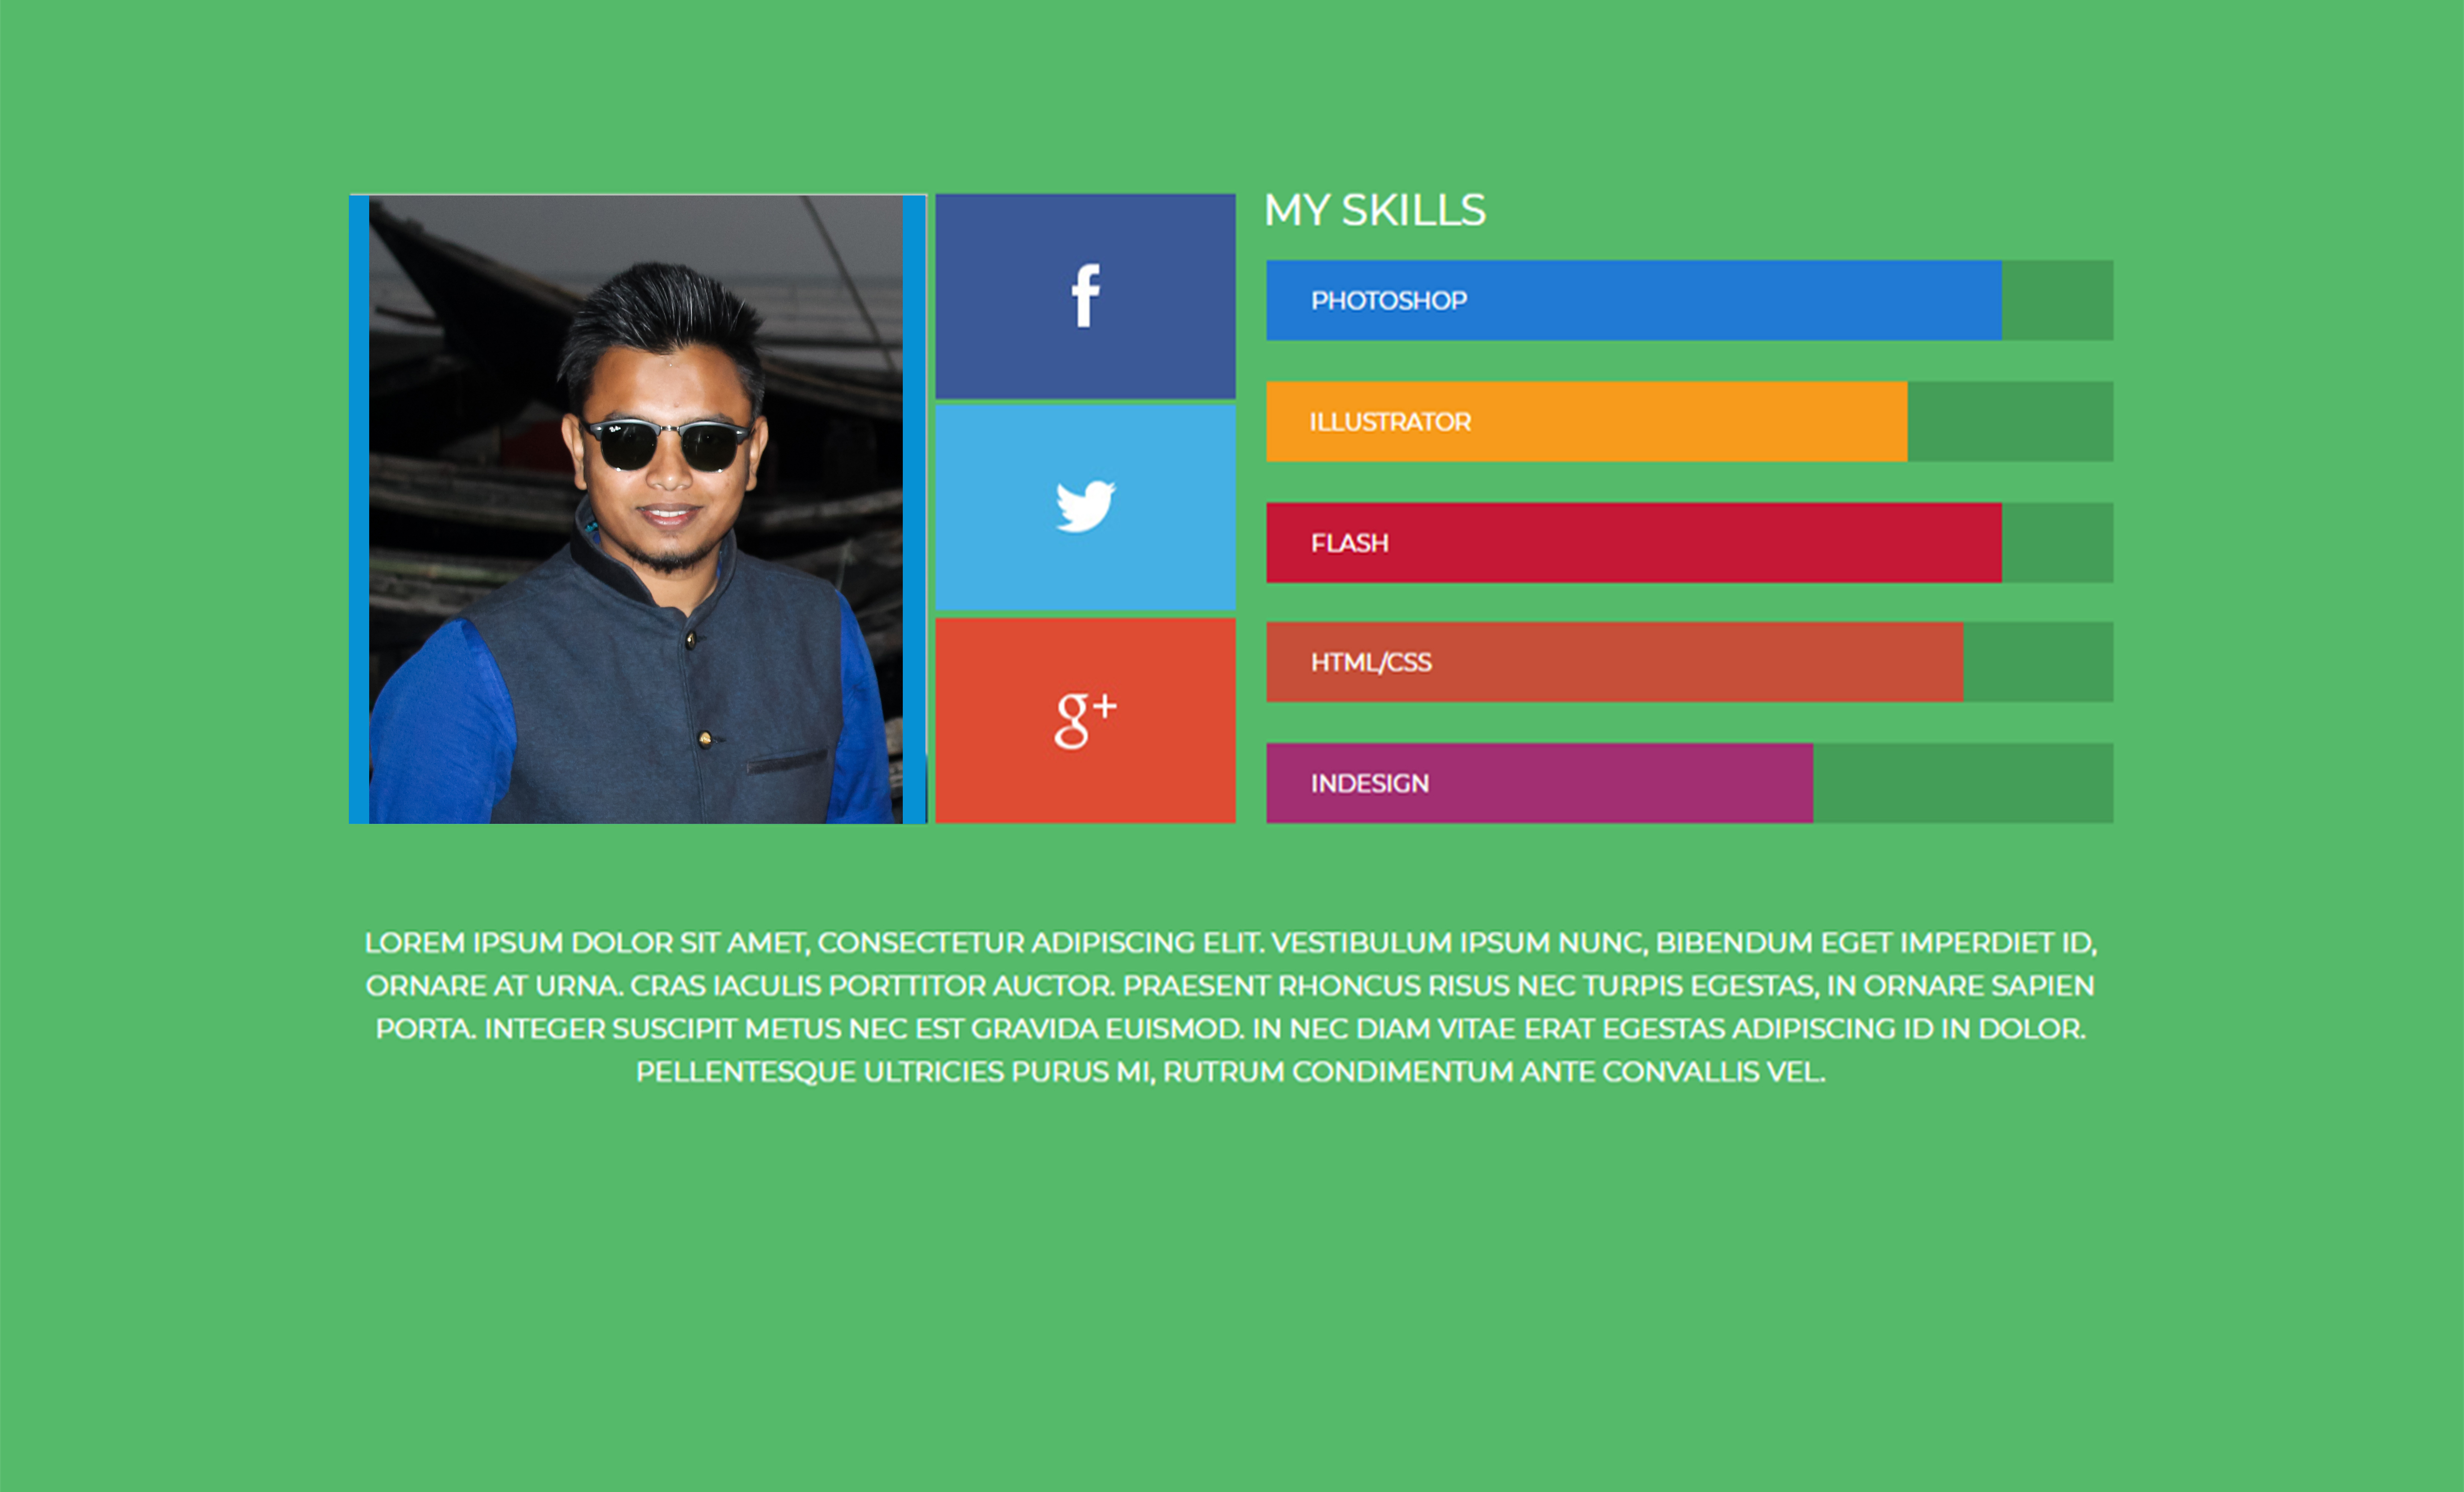 MY SKILLS
PHOTOSHOP
ILLUSTRATOR
FLASH
HTML/CSS
INDESIGN
f
g+
LOREM IPSUM DOLOR SIT AMET, CONSECTETUR ADIPISCING ELIT. VESTIBULUM IPSUM NUNC, BIBENDUM EGET IMPERDIET ID,
ORNARE AT URNA. CRAS IACULIS PORTTITOR AUCTOR. PRAESENT RHONCUS RISUS NEC TURPIS EGESTAS, IN ORNARE SAPIEN
PORTA. INTEGER SUSCIPIT METUS NEC EST GRAVIDA EUISMOD. IN NEC DIAM VITAE ERAT EGESTAS ADIPISCING ID IN DOLOR.
PELLENTESQUE ULTRICIES PURUS MI, RUTRUM CONDIMENTUM ANTE CONVALLIS VEL.